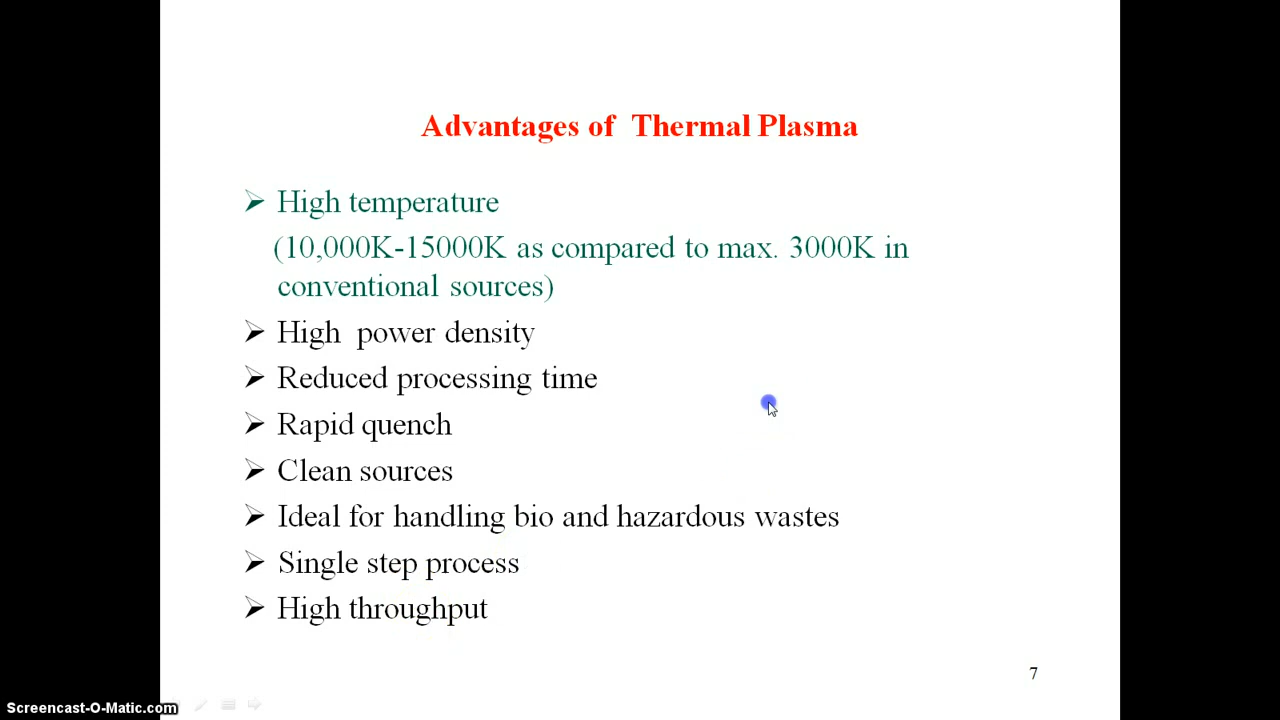 Advantages of Thermal Plasma
High temperature
(10,000K-15000K as compared to max. 3000K in
conventional sources)
High power density
Reduced processing time
Rapid quench
Clean sources
Ideal for handling bio and hazardous wastes
Single step process
High throughput
7
Screencast-O-Matic.com